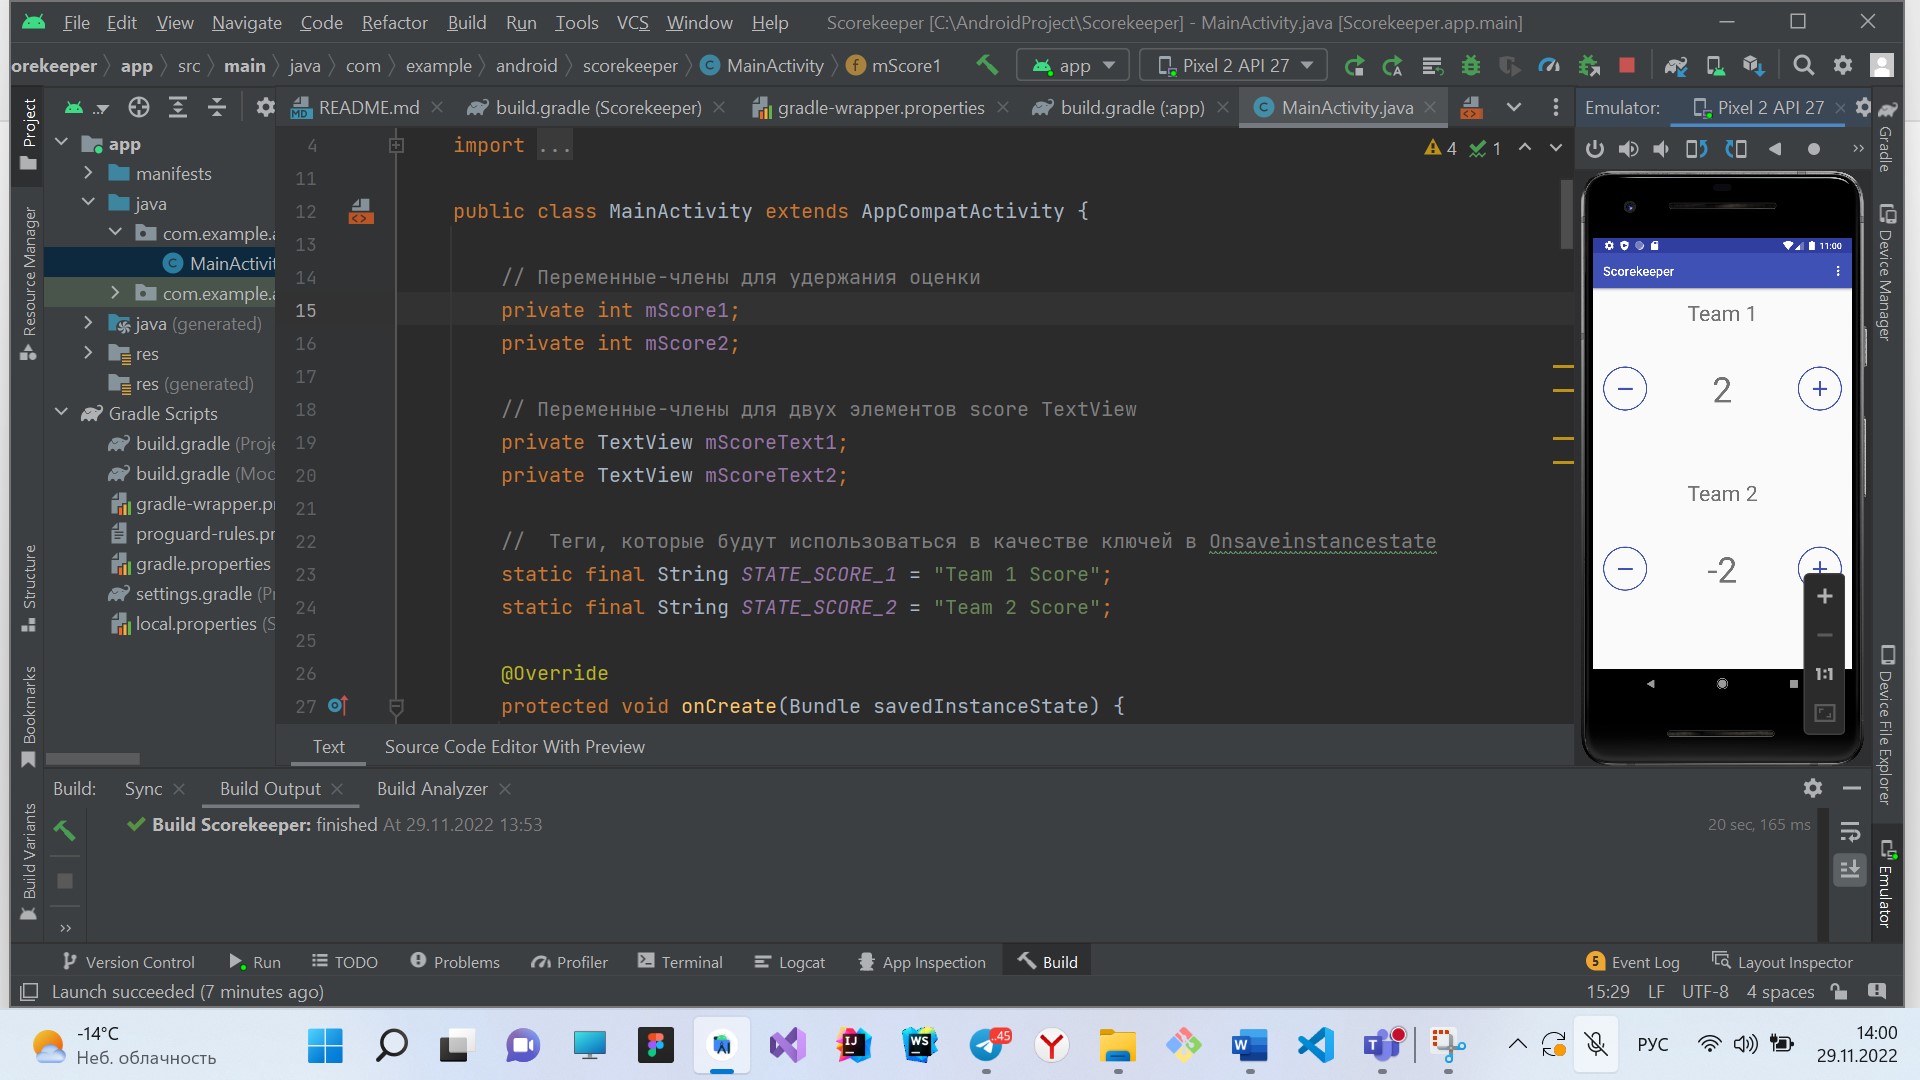 File Edit View Navigate Code Refactor Build Run Tools VCS Window Help Scorekeeper [C:\AndroidProject\Scorekeeper] - MainActivity.java [Scorekeeper.app.main]
orekeeper app src main java com example android scorekeeper MainActivity mScore1 app Pixel 2 API 27
README.md build.gradle (Scorekeeper) gradle-wrapper.properties build.gradle (:app) MainActivity.java Emulator: Pixel 2 API 27
Project
Resource Manager
Structure
Bookmarks
Build Variants
app
manifests
java
com.example.a
MainActivit
com.example.a
java (generated)
res
res (generated)
Gradle Scripts
build.gradle (Proje
build.gradle (Mod
gradle-wrapper.pr
proguard-rules.pr
gradle.properties
settings.gradle (Pr
local.properties (S
4 import ...
4 1
11
12 public class MainActivity extends AppCompatActivity {
13
14 // Переменные-члены для удержания оценки
15 private int mScore1;
16 private int mScore2;
17
18 // Переменные-члены для двух элементов score TextView
19 private TextView mScoreText1;
20 private TextView mScoreText2;
21
22 // Теги, которые будут использоваться в качестве ключей в Onsaveinstancestate
23 static final String STATE_SCORE_1 = "Team 1 Score";
24 static final String STATE_SCORE_2 = "Team 2 Score";
25
26 @Override
27 protected void onCreate(Bundle savedInstanceState) {
Text Source Code Editor With Preview
11:00
Scorekeeper
Team 1
2
Team 2
-2
1:1
Gradle
Device Manager
Device File Explorer
Emulator
Build: Sync Build Output Build Analyzer
Build Scorekeeper: finished At 29.11.2022 13:53 20 sec, 165 ms
Version Control Run TODO Problems Profiler Terminal Logcat App Inspection Build 5 Event Log Layout Inspector
Launch succeeded (7 minutes ago) 15:29 LF UTF-8 4 spaces
-14°C
Неб. облачность
IJ
WS
..45
РУС
14:00
29.11.2022